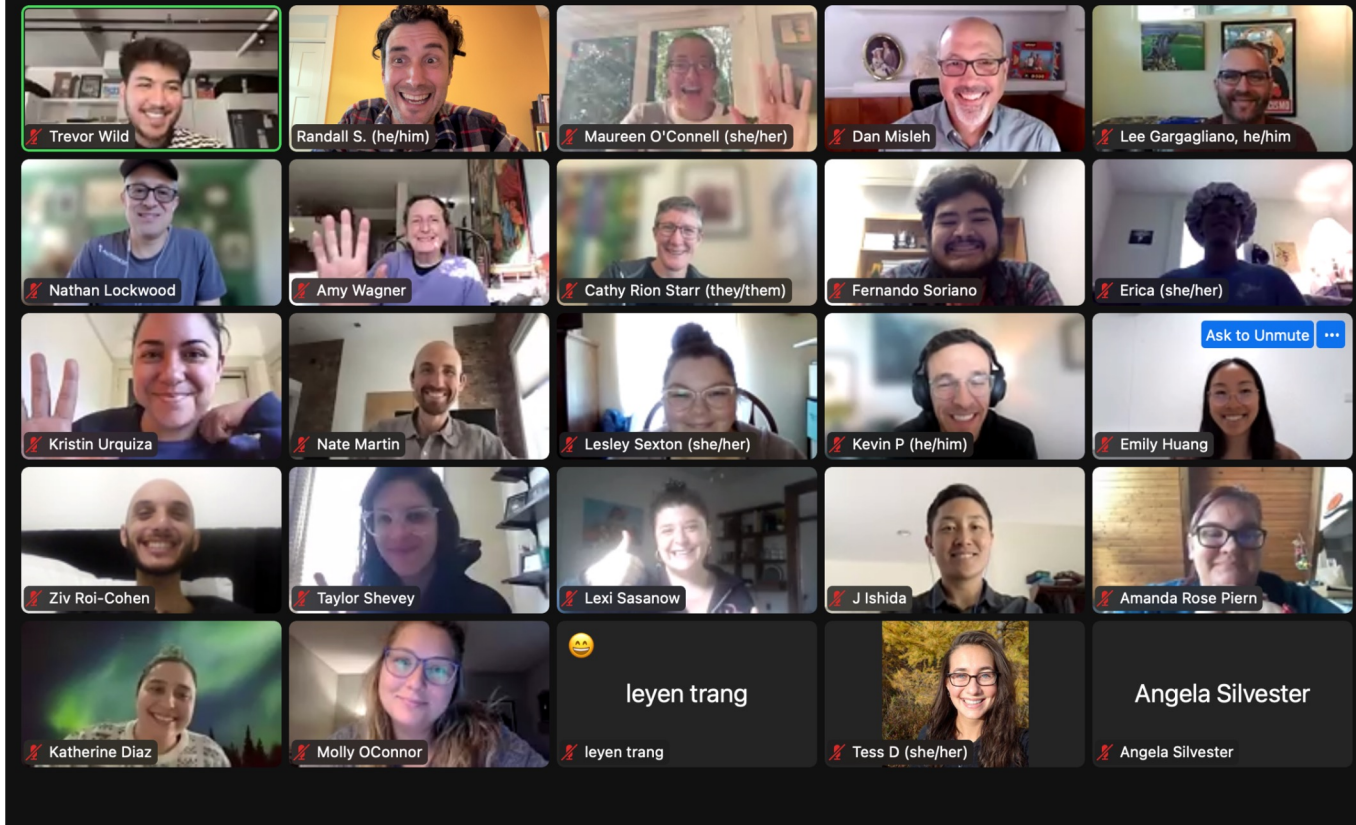 Trevor Wild
Randall S. (he/him)
Maureen O'Connell (she/her)
Dan Misleh
Lee Gargagliano, he/him
Nathan Lockwood
Amy Wagner
Cathy Rion Starr (they/them)
Fernando Soriano
Erica (she/her)
Ask to Unmute
Kristin Urquiza
Nate Martin
Lesley Sexton (she/her)
Kevin P (he/him)
Emily Huang
Ziv Roi-Cohen
Taylor Shevey
Lexi Sasanow
J Ishida
Amanda Rose Piern
leyen trang
Angela Silvester
Katherine Diaz
Molly OConnor
leyen trang
Tess D (she/her)
Angela Silvester